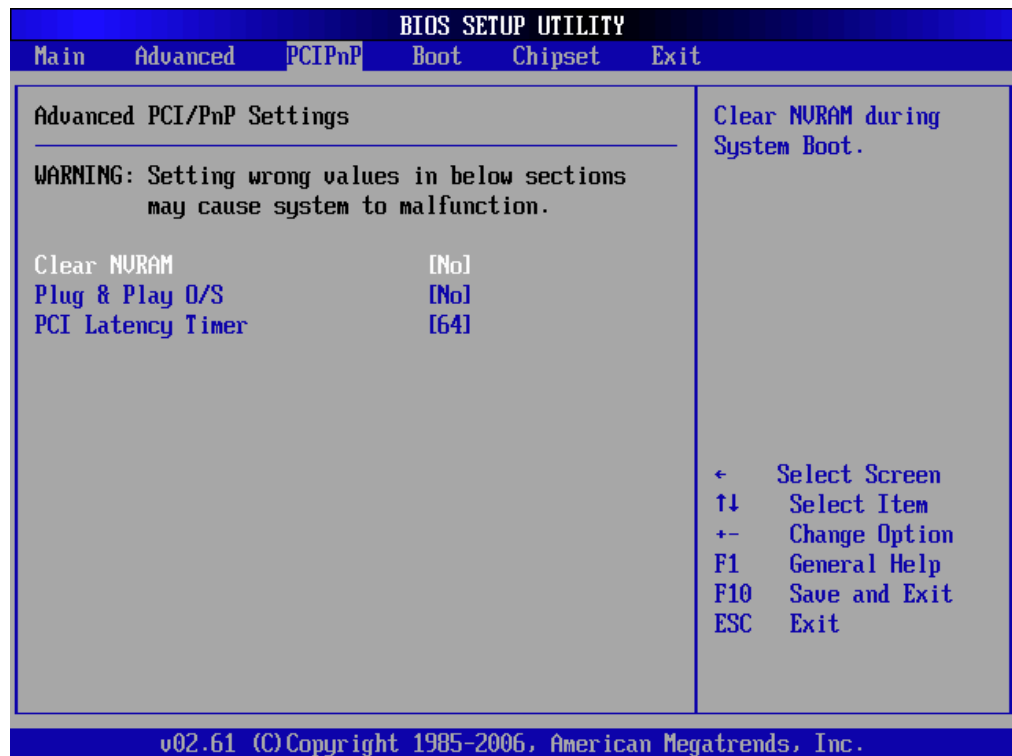 BIOS SETUP UTILITY
Main Advanced PCIPnP Boot Chipset Exit
Advanced PCI/PnP Settings
WARNING: Setting wrong values in below sections
may cause system to malfunction.
Clear NVRAM [No]
Plug & Play O/S [No]
PCI Latency Timer [64]
Clear NVRAM during
System Boot.
← Select Screen
↑↓ Select Item
+- Change Option
F1 General Help
F10 Save and Exit
ESC Exit
v02.61 (C)Copyright 1985-2006, American Megatrends, Inc.